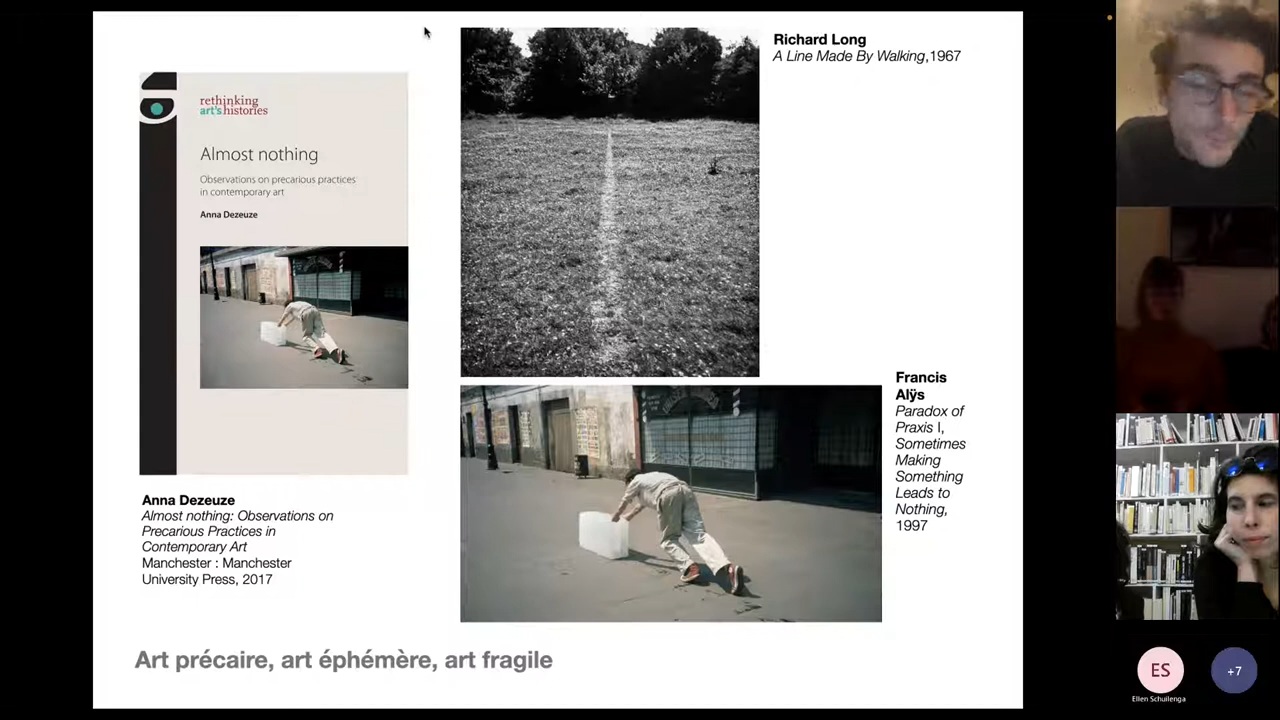 rethinking
art's histories
Almost nothing
Observations on precarious practices
in contemporary art
Anna Dezeuze
Anna Dezeuze
Almost nothing: Observations on
Precarious Practices in
Contemporary Art
Manchester : Manchester
University Press, 2017
Richard Long
A Line Made By Walking,1967
Francis
Alÿs
Paradox of
Praxis I,
Sometimes
Making
Something
Leads to
Nothing,
1997
Art précaire, art éphémère, art fragile
ES
Ellen Schuilenga
+7